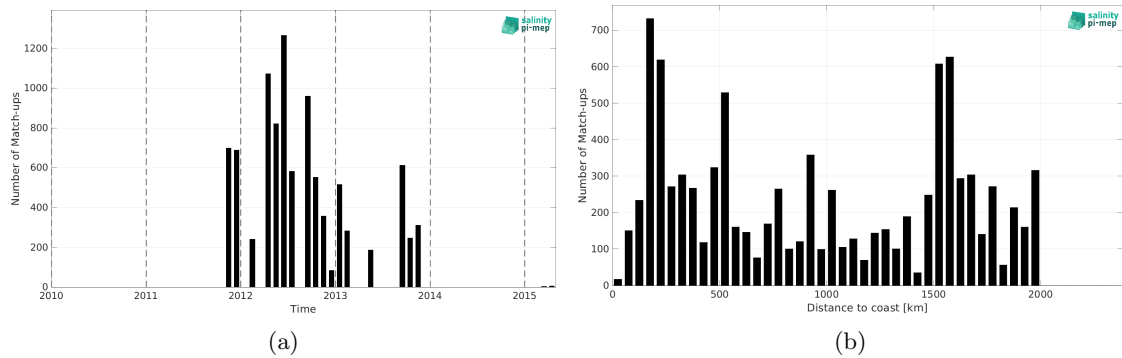 salinity
pi-mep
1200
1000
800
600
400
200
0
Number of Match-ups
2010
2011
2012
2013
2014
2015
Time
(a)
salinity
pi-mep
700
600
500
400
300
200
100
0
Number of Match-ups
0
500
1000
1500
2000
Distance to coast [km]
(b)